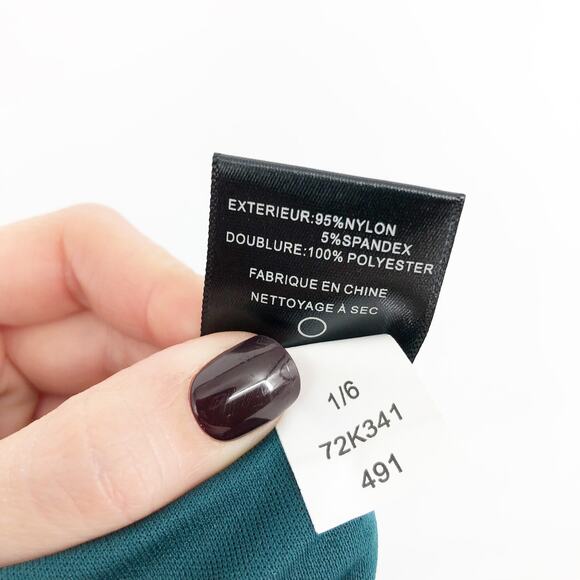 EXTERIEUR:95%NYLON
5%SPANDEX
DOUBLURE:100% POLYESTER
FABRIQUE EN CHINE
NETTOYAGE À SEC
1/6
72K341
491